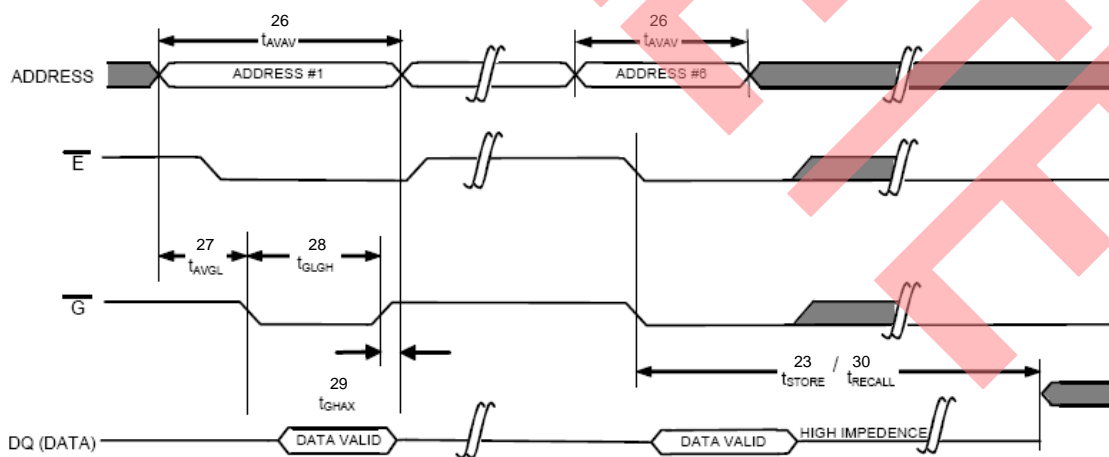 26 26
tAVAV tAVAV
ADDRESS ADDRESS #1 ADDRESS #6
E
27 28
tAVGL tGLGH
G
23 / 30
tSTORE tRECALL
29
tGHAX
DQ (DATA) DATA VALID DATA VALID HIGH IMPEDENCE